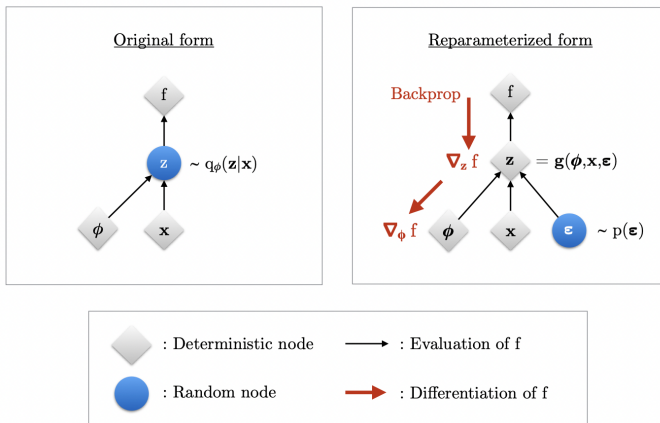 Original form
f
z ~ qϕ(z|x)
ϕ x
Reparameterized form
f
Backprop
∇z f z = g(ϕ,x,ε)
∇ϕ f ϕ x ε ~ p(ε)
: Deterministic node : Evaluation of f
: Random node : Differentiation of f